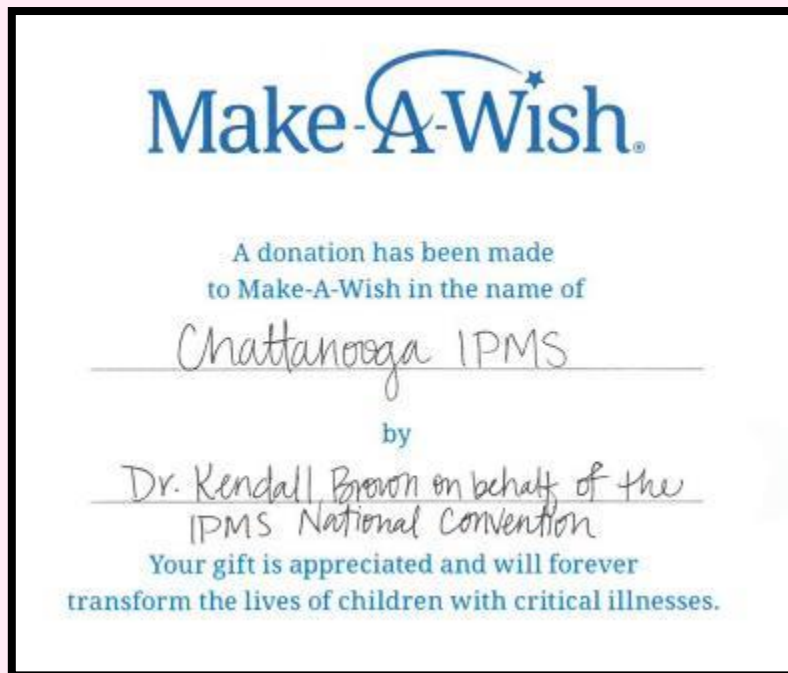 Make-A-Wish®
A donation has been made
to Make-A-Wish in the name of
Chattanooga IPMS
by
Dr. Kendall Brown on behalf of the
IPMS National Convention
Your gift is appreciated and will forever
transform the lives of children with critical illnesses.